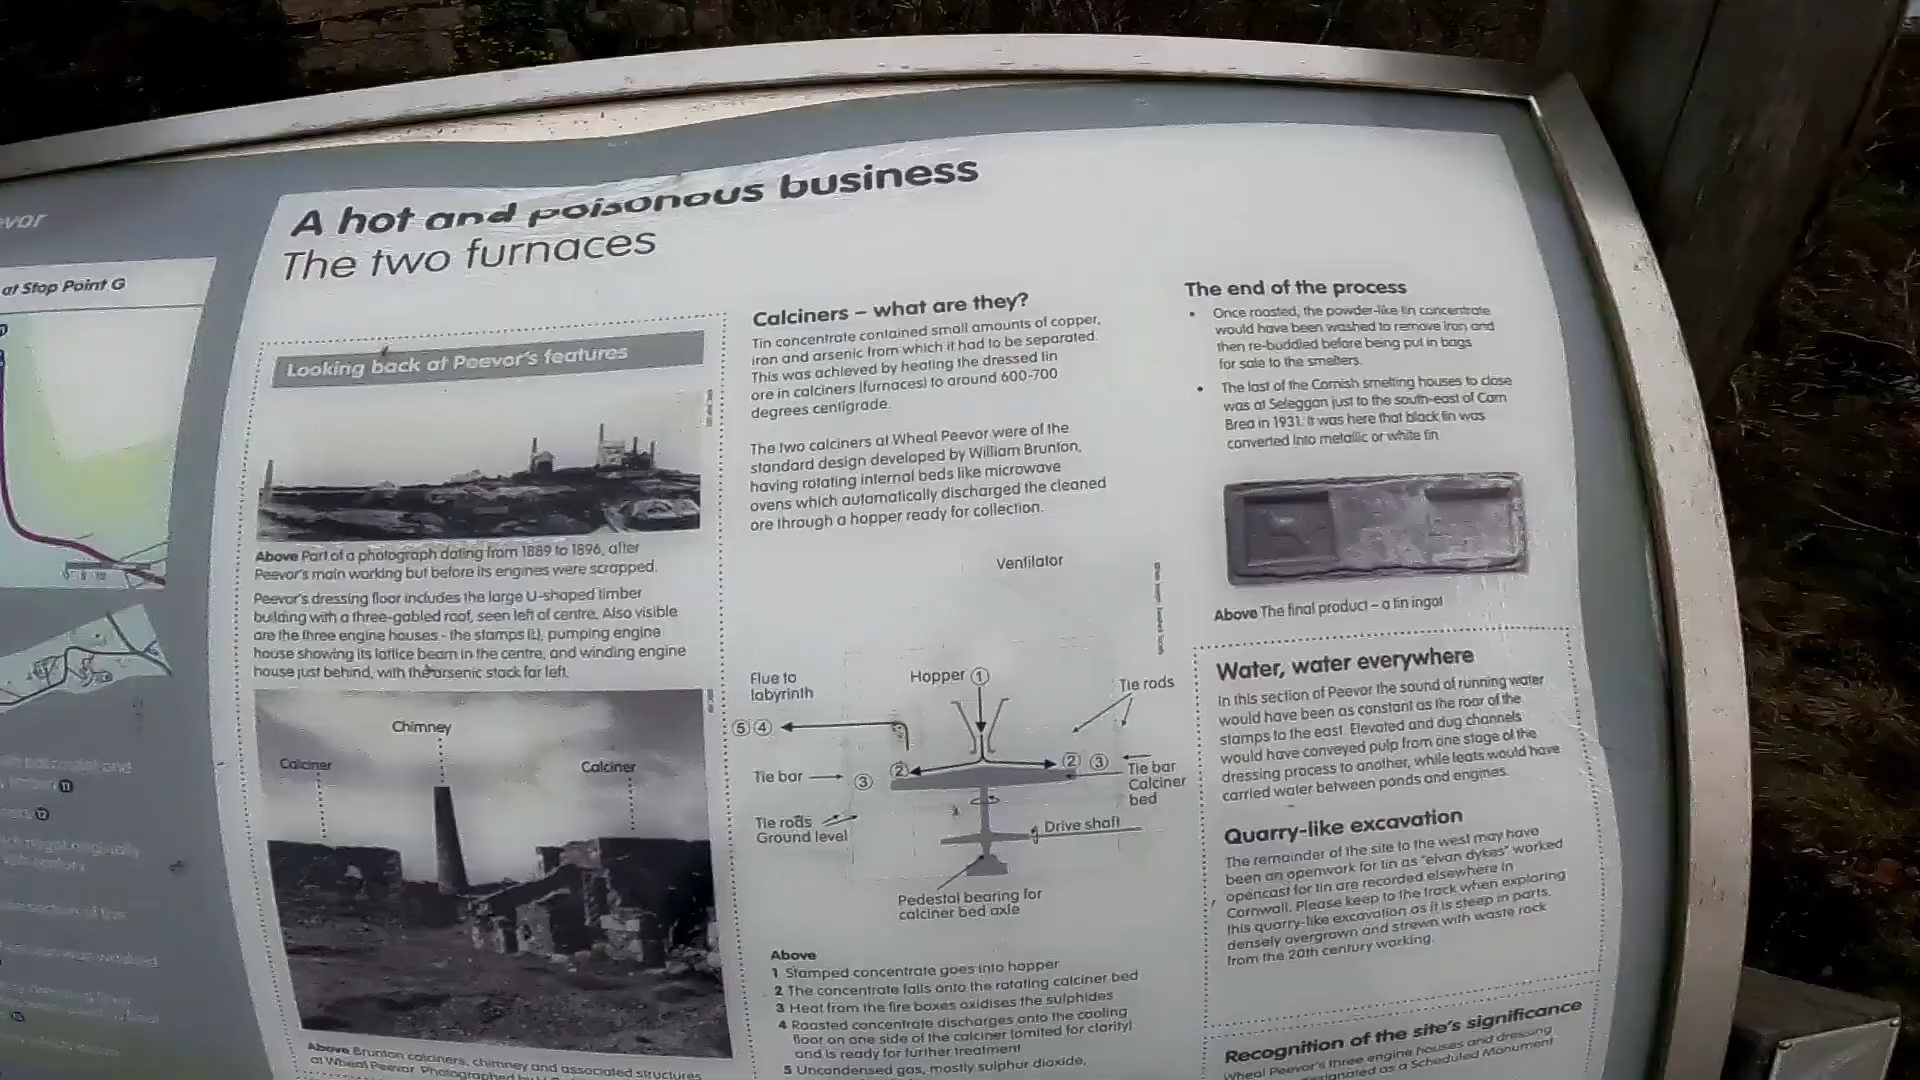 at Stop Point G
A hot and poisonous business
The two furnaces
Looking back at Peevor's features
Above Part of a photograph dating from 1889 to 1896, after
Peevor's main working but before its engines were scrapped.
Peevor's dressing floor includes the large U-shaped timber
building with a three-gabled roof, seen left of centre. Also visible
are the three engine houses - the stamps (L), pumping engine
house showing its lattice beam in the centre, and winding engine
house just behind, with the arsenic stack far left.
Chimney
Calciner
Calciner
Above Brunton calciners, chimney and associated structures
at Wheal Peevor. Photographed by
Calciners – what are they?
Tin concentrate contained small amounts of copper,
iron and arsenic from which it had to be separated.
This was achieved by heating the dressed tin
ore in calciners (furnaces) to around 600-700
degrees centigrade.
The two calciners at Wheal Peevor were of the
standard design developed by William Brunton,
having rotating internal beds like microwave
ovens which automatically discharged the cleaned
ore through a hopper ready for collection.
Ventilator
Hopper 1
Flue to
labyrinth
Tie rods
5 4
2
2 3
Tie bar
3
Tie bar
Calciner
bed
Tie rods
Ground level
Drive shaft
Pedestal bearing for
calciner bed axle
Above
1 Stamped concentrate goes into hopper
2 The concentrate falls onto the rotating calciner bed
3 Heat from the fire boxes oxidises the sulphides
4 Roasted concentrate discharges onto the cooling
floor on one side of the calciner (omited for clarity)
and is ready for further treatment
5 Uncondensed gas, mostly sulphur dioxide,
The end of the process
• Once roasted, the powder-like tin concentrate
would have been washed to remove iron and
then re-buddled before being put in bags
for sale to the smelters.
• The last of the Cornish smelting houses to close
was at Seleggan just to the south-east of Carn
Brea in 1931. It was here that black tin was
converted into metallic or white tin
Above The final product – a tin ingot
Water, water everywhere
In this section of Peevor the sound of running water
would have been as constant as the roar of the
stamps to the east. Elevated and dug channels
would have conveyed pulp from one stage of the
dressing process to another, while leats would have
carried water between ponds and engines.
Quarry-like excavation
The remainder of the site to the west may have
been an openwork for tin as "elvan dykes" worked
opencast for tin are recorded elsewhere in
Cornwall. Please keep to the track when exploring
this quarry-like excavation as it is steep in parts,
densely overgrown and strewn with waste rock
from the 20th century working.
Recognition of the site's significance
Wheal Peevor's three engine houses and dressing
designated as a Scheduled Monument